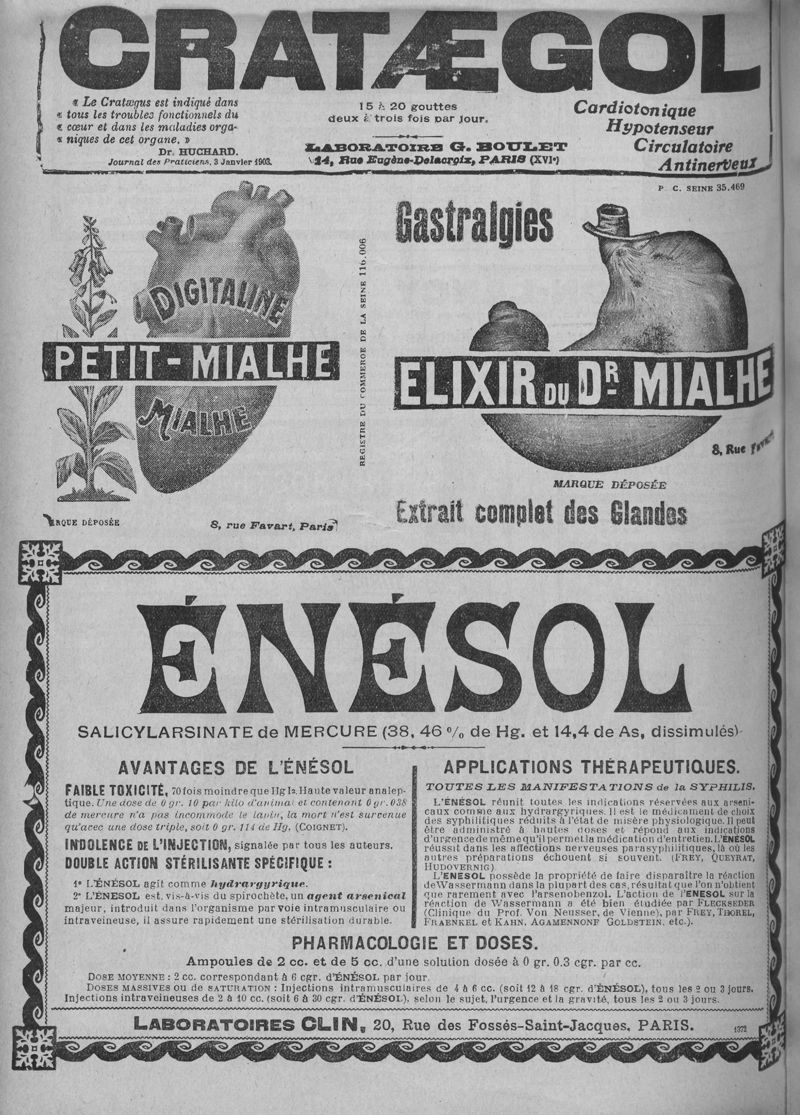 CRATÆGOL
« Le Cratægus est indiqué dans
« tous les troubles fonctionnels du
« cœur et dans les maladies orga-
« niques de cet organe. »
Dr. HUCHARD.
Journal des Praticiens, 3 Janvier 1903.
15 à 20 gouttes
deux à trois fois par jour.
LABORATOIRE G. BOULET
14, Rue Eugène-Delacroix, PARIS (XVIe)
Cardiotonique
Hypotenseur
Circulatoire
Antinerveux
C. SEINE 35.469
DIGITALINE
PETIT-MIALHE
MIALHE
RQUE DÉPOSÉE
8, rue Favart, Paris
REGISTRE DU COMMERCE DE LA SEINE 116.006
Gastralgies
ELIXIR DU DR MIALHE
8, Rue
MARQUE DÉPOSÉE
Extrait complet des Glandes
ÉNÉSOL
SALICYLARSINATE de MERCURE (38, 46 % de Hg. et 14,4 de As, dissimulés)
AVANTAGES DE L'ÉNÉSOL
FAIBLE TOXICITÉ, 70 fois moindre que Hg I2. Haute valeur analep-
tique. Une dose de 0 gr. 10 par kilo d'animal et contenant 0 gr. 038
de mercure n'a pas incommodé le lapin, la mort n'est survenue
qu'avec une dose triple, soit 0 gr. 114 de Hg, (COIGNET).
INDOLENCE DE L'INJECTION, signalée par tous les auteurs.
DOUBLE ACTION STÉRILISANTE SPÉCIFIQUE :
1° L'ÉNÉSOL agit comme hydrargyrique.
2° L'ÉNÉSOL est, vis-à-vis du spirochète, un agent arsenical
majeur, introduit dans l'organisme par voie intramusculaire ou
intraveineuse, il assure rapidement une stérilisation durable.
APPLICATIONS THÉRAPEUTIQUES.
TOUTES LES MANIFESTATIONS de la SYPHILIS.
L'ÉNÉSOL réunit toutes les indications réservées aux arseni-
caux comme aux hydrargyriques. Il est le médicament de choix
des syphilitiques réduits à l'état de misère physiologique. Il peut
être administré à hautes doses et répond aux indications
d'urgence de même qu'il permet la médication d'entretien. L'ÉNÉSOL
réussit dans les affections nerveuses parasyphilitiques, là où les
autres préparations échouent si souvent. (FREY, QUEYRAT,
HUDOVERNIG).
L'ENESOL possède la propriété de faire disparaître la réaction
de Wassermann dans la plupart des cas, résultat que l'on n'obtient
que rarement avec l'arsenobenzol. L'action de l'ÉNÉSOL sur la
réaction de Wassermann a été bien étudiée par FLECKSEDER
(Clinique du Prof. Von Neusser, de Vienne), par FREY, THOREL,
FRAENKEL et KAHN, AGAMENNONE GOLDSTEIN, etc.).
PHARMACOLOGIE ET DOSES.
Ampoules de 2 cc. et de 5 cc. d'une solution dosée à 0 gr. 0.3 cgr. par cc.
DOSE MOYENNE : 2 cc. correspondant à 6 cgr. d'ÉNÉSOL par jour.
DOSES MASSIVES ou de SATURATION : Injections intramusculaires de 4 à 6 cc. (soit 12 à 18 cgr. d'ÉNÉSOL), tous les 2 ou 3 jours.
Injections intraveineuses de 2 à 10 cc. (soit 6 à 30 cgr. d'ÉNÉSOL), selon le sujet, l'urgence et la gravité, tous les 2 ou 3 jours.
LABORATOIRES CLIN, 20, Rue des Fossés-Saint-Jacques, PARIS.
1372